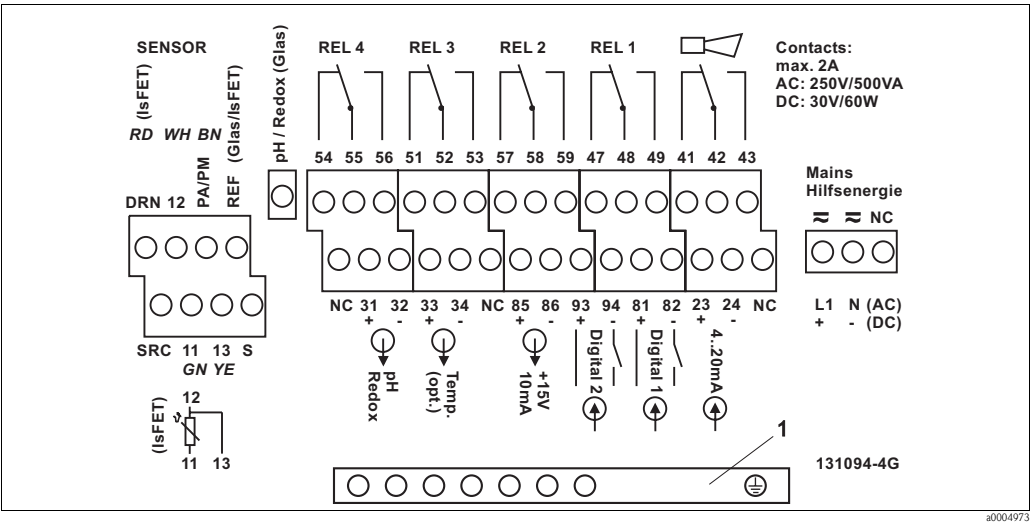 SENSOR
(IsFET)
RD WH BN
(Glas/IsFET)
DRN 12 PA/PM REF
SRC 11 13 S
GN YE
(IsFET)
12
ϑ
11 13
pH / Redox (Glas)
REL 4 REL 3 REL 2 REL 1
54 55 56 51 52 53 57 58 59 47 48 49 41 42 43
NC 31 32 33 34 NC 85 86 93 94 81 82 23 24 NC
+ - + - + - + - + - + -
pH
Redox
Temp.
(opt.)
+15V
10mA
Digital 2
Digital 1
4..20mA
Contacts:
max. 2A
AC: 250V/500VA
DC: 30V/60W
Mains
Hilfsenergie
≂ ≂ NC
L1 N (AC)
+ - (DC)
1
131094-4G
a0004973